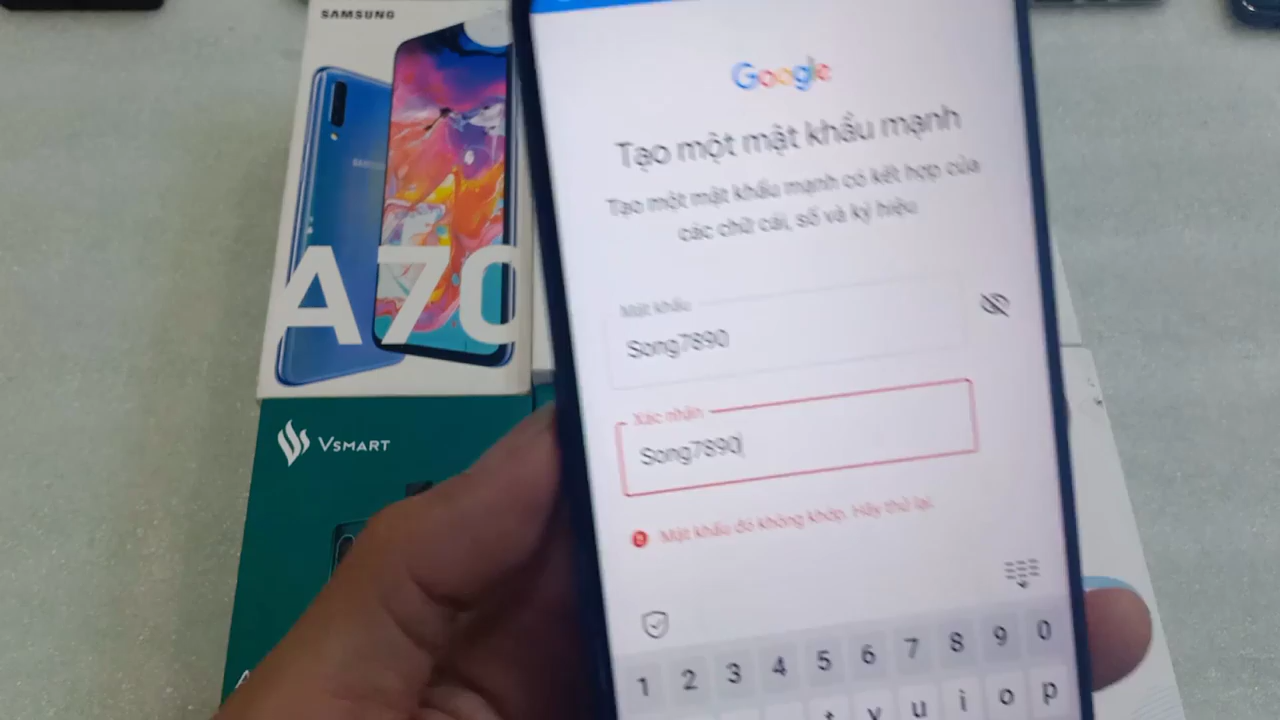 SAMSUNG
A70
VSMART
Google
Tạo một mật khẩu mạnh
Tạo một mật khẩu mạnh có kết hợp của
các chữ cái, số và ký hiệu
Mật khẩu
Song7890
Xác nhận
Song7890
Mật khẩu đó không khớp. Hãy thử lại.
1 2 3 4 5 6 7 8 9 0
t y u i o p